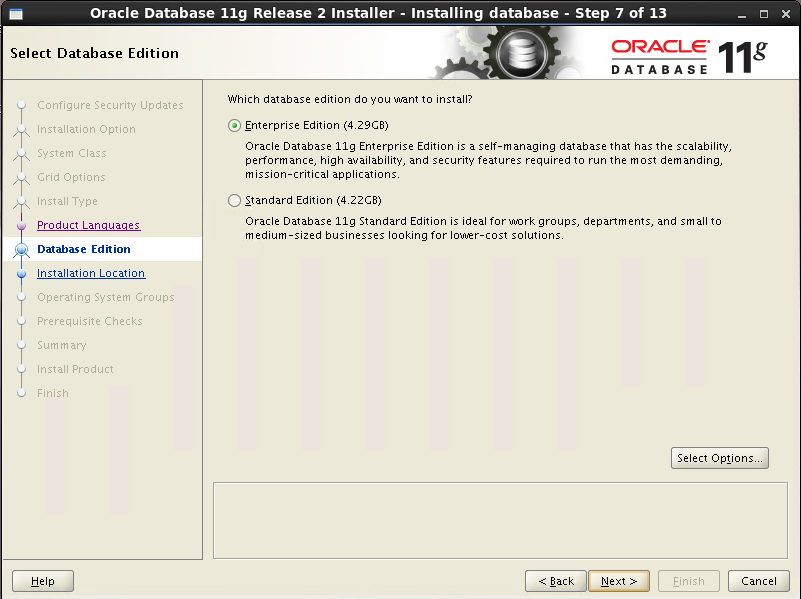 Oracle Database 11g Release 2 Installer - Installing database - Step 7 of 13
Select Database Edition
ORACLE
DATABASE
11g
Configure Security Updates
Installation Option
System Class
Grid Options
Install Type
Product Languages
Database Edition
Installation Location
Operating System Groups
Prerequisite Checks
Summary
Install Product
Finish
Which database edition do you want to install?
Enterprise Edition (4.29GB)
Oracle Database 11g Enterprise Edition is a self-managing database that has the scalability,
performance, high availability, and security features required to run the most demanding,
mission-critical applications.
Standard Edition (4.22GB)
Oracle Database 11g Standard Edition is ideal for work groups, departments, and small to
medium-sized businesses looking for lower-cost solutions.
Select Options...
Help
< Back
Next >
Finish
Cancel